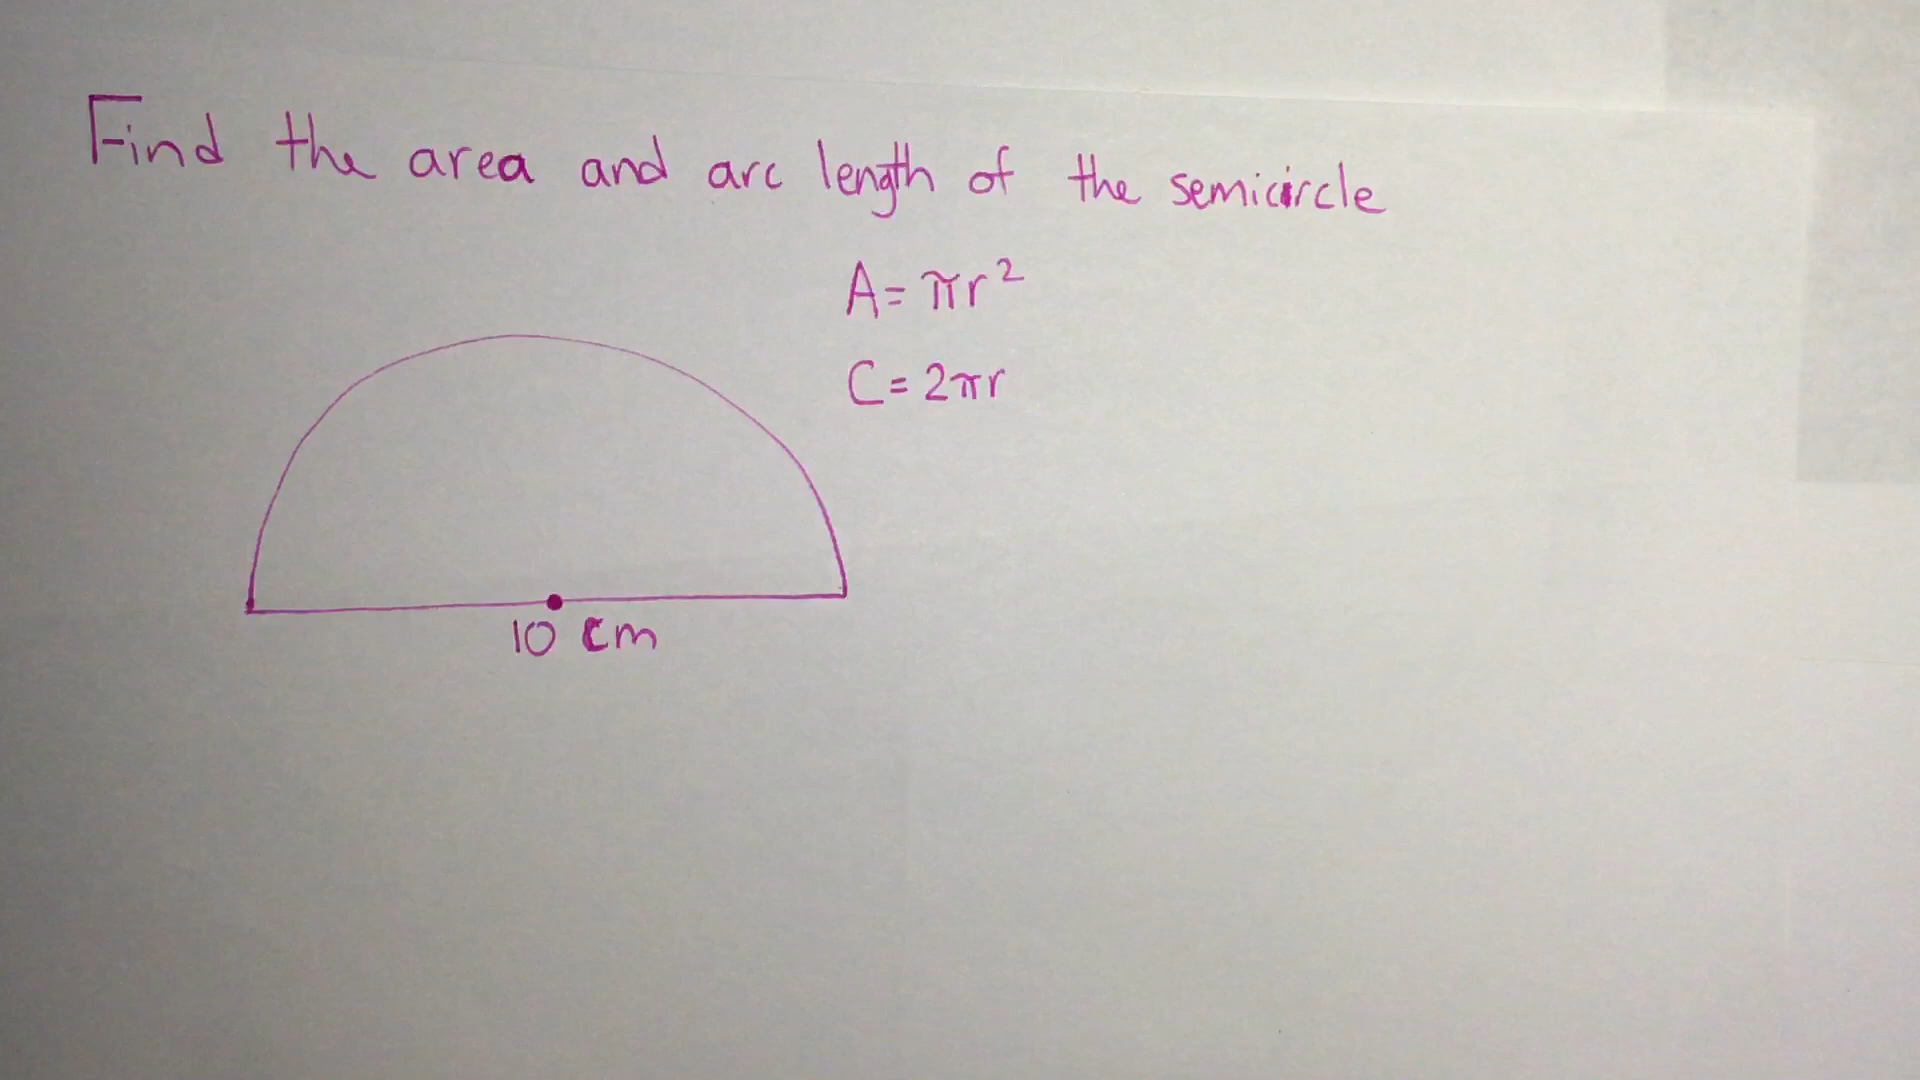 Find the area and arc length of the semicircle
A = πr²
C = 2πr
10 cm